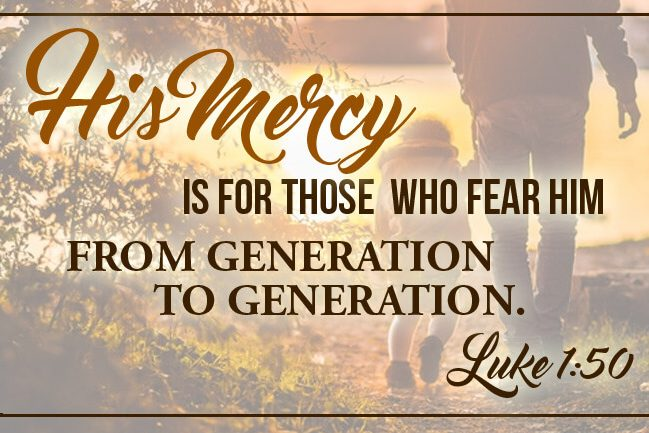 His Mercy
IS FOR THOSE WHO FEAR HIM
FROM GENERATION
TO GENERATION.
Luke 1:50